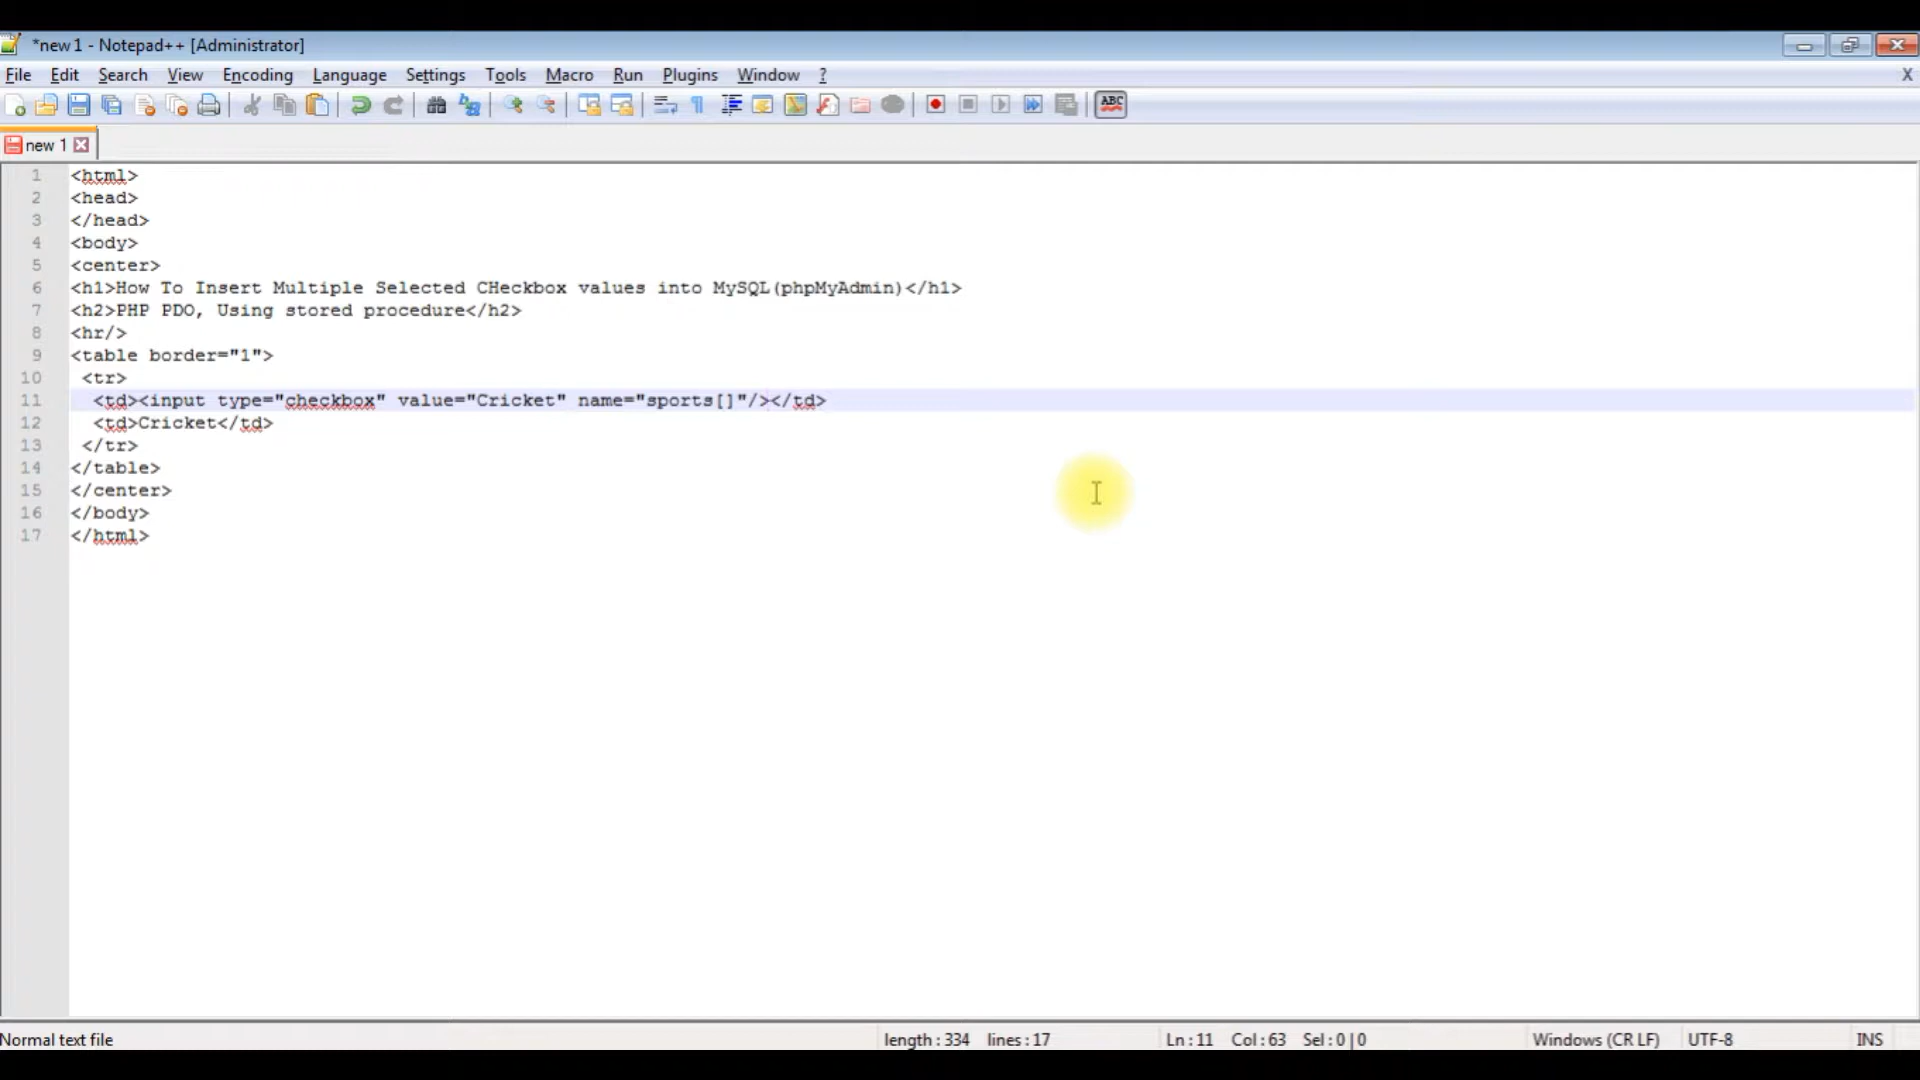 *new 1 - Notepad++ [Administrator]
File Edit Search View Encoding Language Settings Tools Macro Run Plugins Window ? X
ABC
new 1
1 <html>
2 <head>
3 </head>
4 <body>
5 <center>
6 <h1>How To Insert Multiple Selected CHeckbox values into MySQL(phpMyAdmin)</h1>
7 <h2>PHP PDO, Using stored procedure</h2>
8 <hr/>
9 <table border="1">
10 <tr>
11 <td><input type="checkbox" value="Cricket" name="sports[]"/></td>
12 <td>Cricket</td>
13 </tr>
14 </table>
15 </center>
16 </body>
17 </html>
Normal text file length : 334 lines : 17 Ln : 11 Col : 63 Sel : 0 | 0 Windows (CR LF) UTF-8 INS